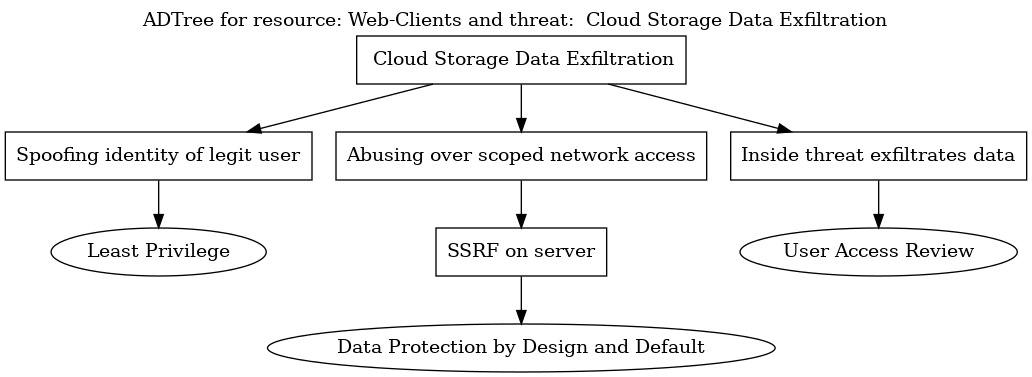 ADTree for resource: Web-Clients and threat:  Cloud Storage Data Exfiltration
Cloud Storage Data Exfiltration
Spoofing identity of legit user
Abusing over scoped network access
Inside threat exfiltrates data
Least Privilege
SSRF on server
User Access Review
Data Protection by Design and Default